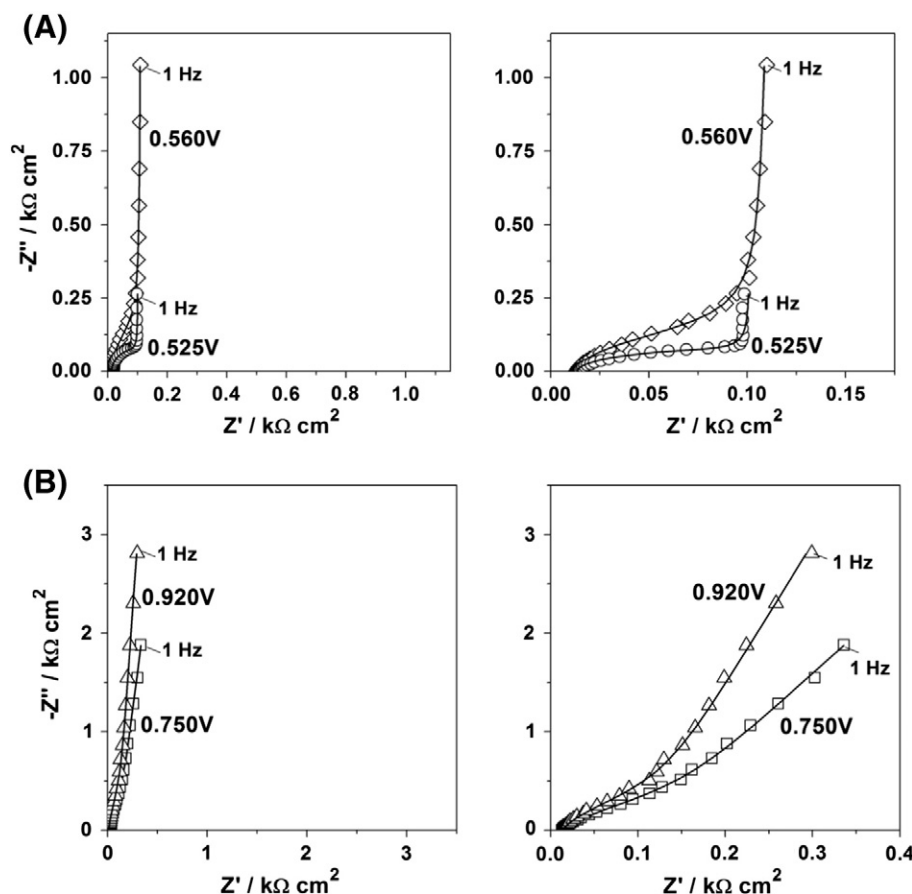 (A)
1.00
0.75
0.50
0.25
0.00
-Z'' / kΩ cm²
1 Hz
0.560V
1 Hz
0.525V
0.0 0.2 0.4 0.6 0.8 1.0
Z' / kΩ cm²
1.00
0.75
0.50
0.25
0.00
1 Hz
0.560V
1 Hz
0.525V
0.00 0.05 0.10 0.15
Z' / kΩ cm²
(B)
3
2
1
0
-Z'' / kΩ cm²
1 Hz
0.920V
1 Hz
0.750V
0 1 2 3
Z' / kΩ cm²
3
2
1
0
1 Hz
0.920V
1 Hz
0.750V
0.0 0.1 0.2 0.3 0.4
Z' / kΩ cm²